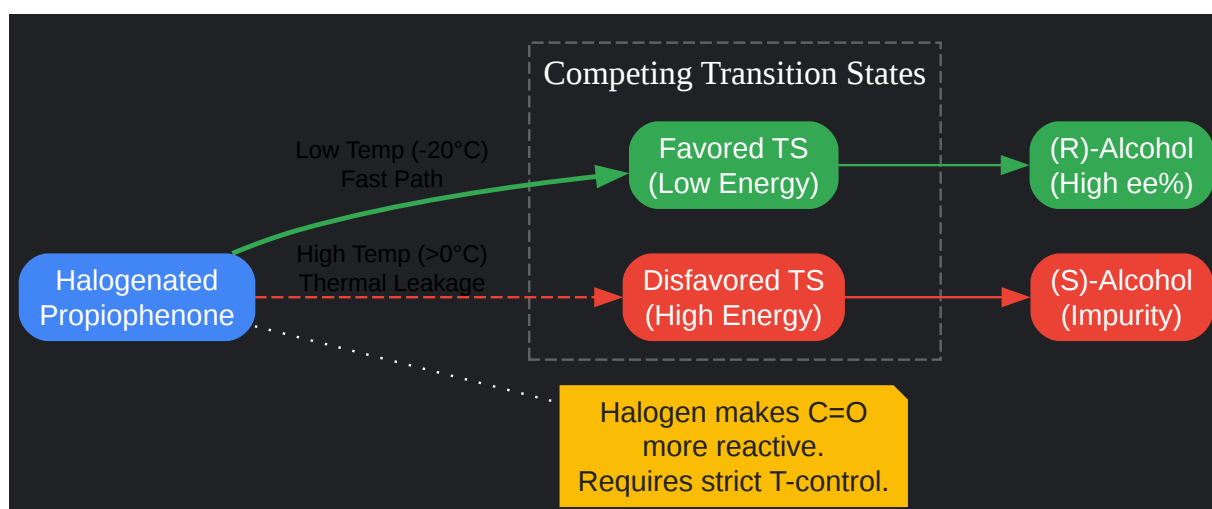 Competing Transition States
Low Temp (-20°C)
Fast Path
Favored TS
(Low Energy)
(R)-Alcohol
(High ee%)
High Temp (>0°C)
Thermal Leakage
Halogenated
Propiophenone
Disfavored TS
(High Energy)
(S)-Alcohol
(Impurity)
Halogen makes C=O
more reactive.
Requires strict T-control.